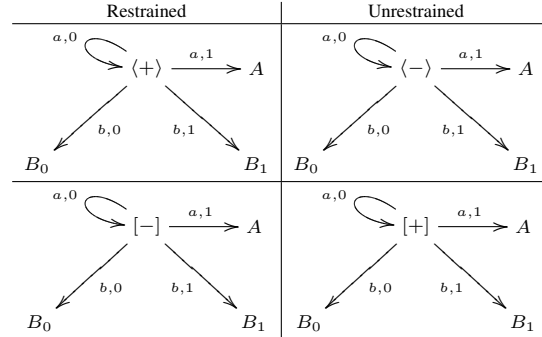 Restrained Unrestrained
a,0 a,0
⟨+⟩ a,1 A ⟨−⟩ a,1 A
b,0 b,1 b,0 b,1
B₀ B₁ B₀ B₁
a,0 a,0
[−] a,1 A [+] a,1 A
b,0 b,1 b,0 b,1
B₀ B₁ B₀ B₁